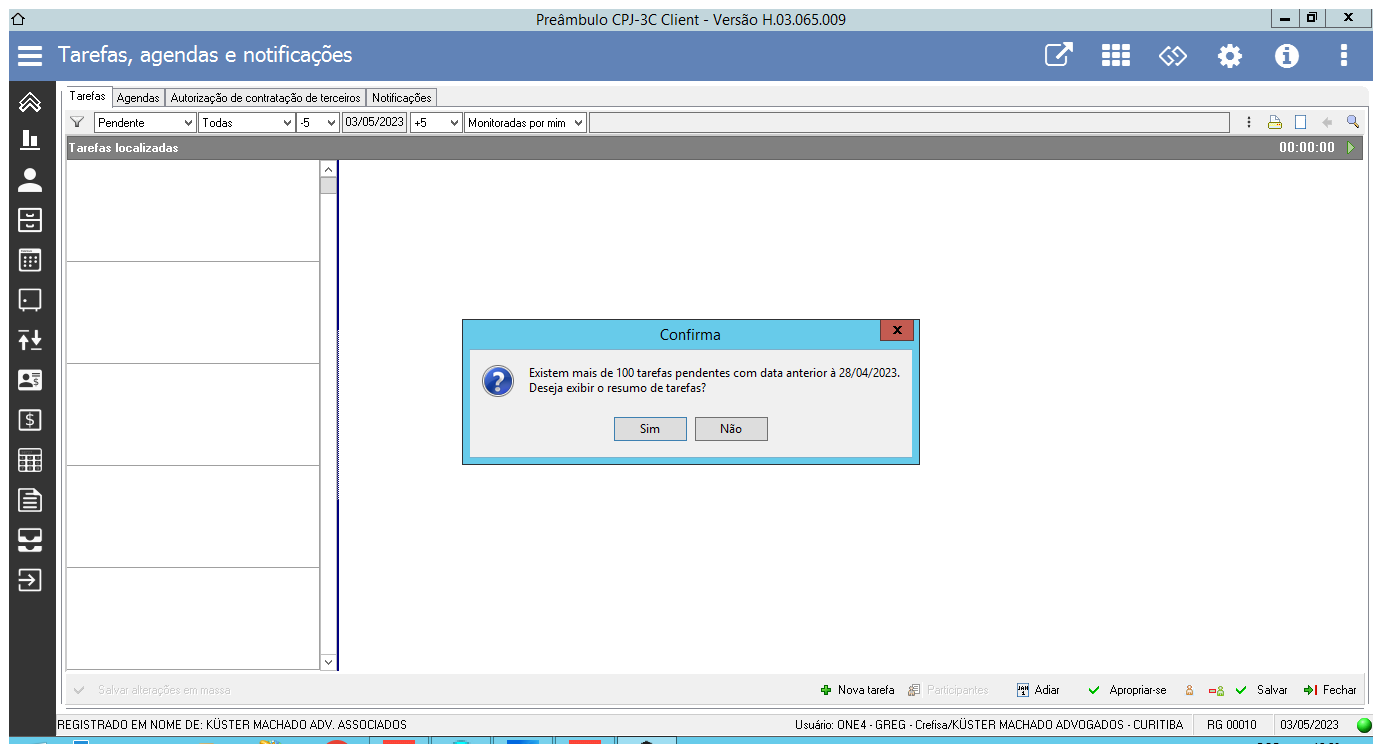 Preâmbulo CPJ-3C Client - Versão H.03.065.009
Tarefas, agendas e notificações
Tarefas Agendas Autorização de contratação de terceiros Notificações
Pendente Todas -5 03/05/2023 +5 Monitoradas por mim
Tarefas localizadas 00:00:00
Confirma
Existem mais de 100 tarefas pendentes com data anterior à 28/04/2023.
Deseja exibir o resumo de tarefas?
Sim Não
Salvar alterações em massa Nova tarefa Participantes Adiar Apropriar-se Salvar Fechar
REGISTRADO EM NOME DE: KÜSTER MACHADO ADV. ASSOCIADOS Usuário: ONE4 - GREG - Crefisa/KÜSTER MACHADO ADVOGADOS - CURITIBA RG 00010 03/05/2023